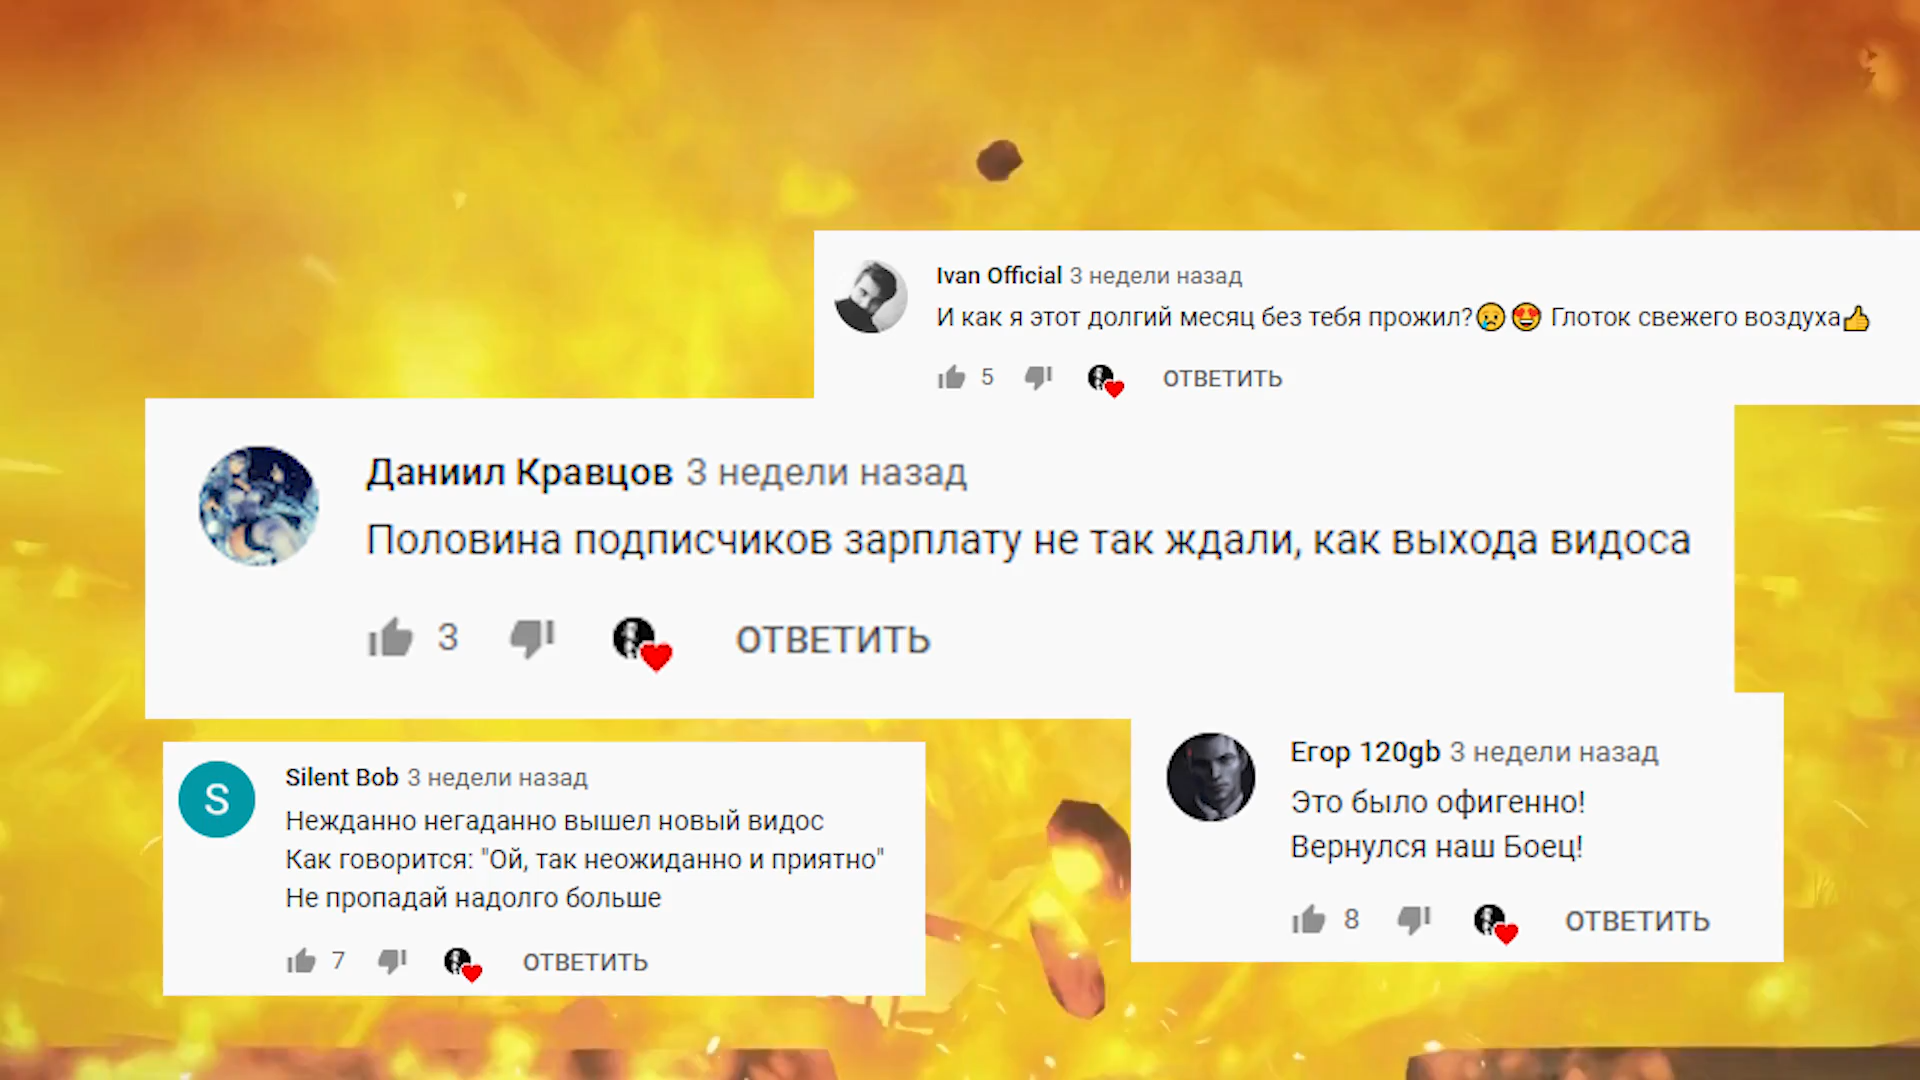 Ivan Official 3 недели назад
И как я этот долгий месяц без тебя прожил?😢😍 Глоток свежего воздуха👍
5 ОТВЕТИТЬ
Даниил Кравцов 3 недели назад
Половина подписчиков зарплату не так ждали, как выхода видоса
3 ОТВЕТИТЬ
Silent Bob 3 недели назад
S
Нежданно негаданно вышел новый видос
Как говорится: "Ой, так неожиданно и приятно"
Не пропадай надолго больше
7 ОТВЕТИТЬ
Егор 120gb 3 недели назад
Это было офигенно!
Вернулся наш Боец!
8 ОТВЕТИТЬ